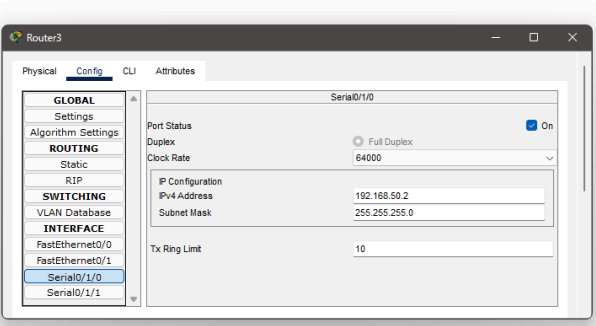 Router3
Physical Config CLI Attributes
GLOBAL
Settings
Algorithm Settings
ROUTING
Static
RIP
SWITCHING
VLAN Database
INTERFACE
FastEthernet0/0
FastEthernet0/1
Serial0/1/0
Serial0/1/1
Serial0/1/0
Port Status On
Duplex Full Duplex
Clock Rate 64000
IP Configuration
IPv4 Address 192.168.50.2
Subnet Mask 255.255.255.0
Tx Ring Limit 10